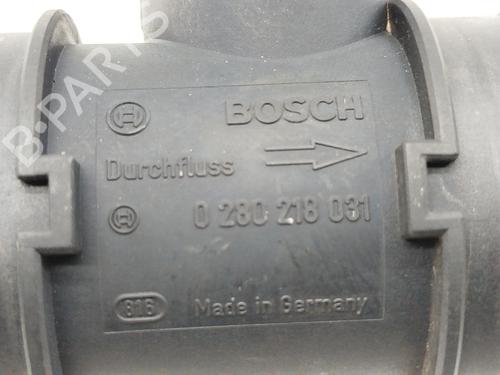 BOSCH
Durchfluss
0 280 218 031
816
Made in Germany
B-PARTS